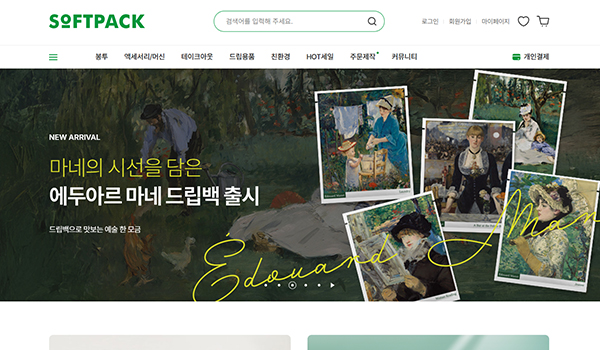 SOFTPACK
검색어를 입력해 주세요.
로그인 회원가입 마이페이지
봉투 액세서리/머신 테이크아웃 드립용품 친환경 HOT세일 주문제작 커뮤니티 개인결제
NEW ARRIVAL
마네의 시선을 담은
에두아르 마네 드립백 출시
드립백으로 맛보는 예술 한 모금
Édouard Man